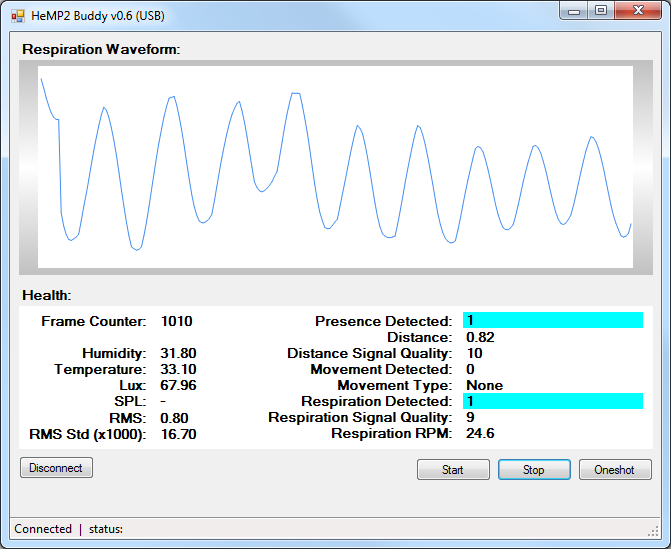 HeMP2 Buddy v0.6 (USB)
Respiration Waveform:
Health:
Frame Counter: 1010 Presence Detected: 1
Distance: 0.82
Humidity: 31.80 Distance Signal Quality: 10
Temperature: 33.10 Movement Detected: 0
Lux: 67.96 Movement Type: None
SPL: - Respiration Detected: 1
RMS: 0.80 Respiration Signal Quality: 9
RMS Std (x1000): 16.70 Respiration RPM: 24.6
Disconnect Start Stop Oneshot
Connected | status: